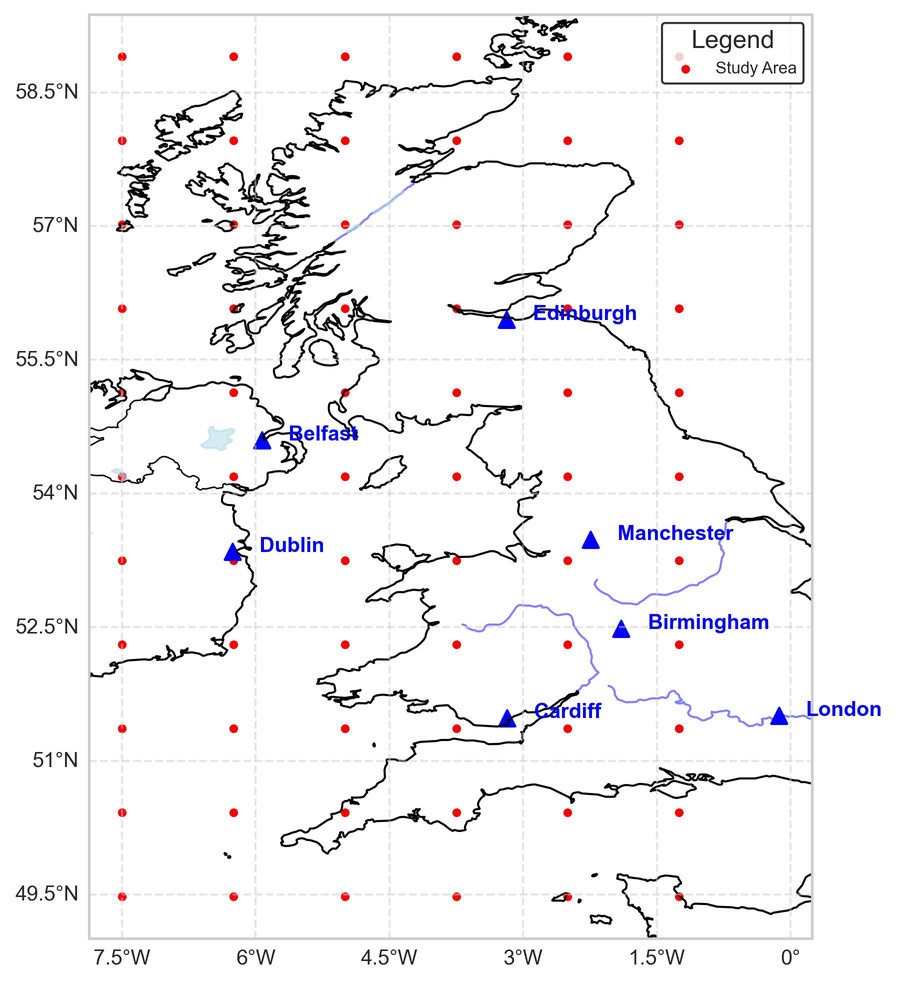 Legend
Study Area
58.5°N
57°N
Edinburgh
55.5°N
Belfast
54°N
Manchester
Dublin
52.5°N
Birmingham
Cardiff
London
51°N
49.5°N
7.5°W
6°W
4.5°W
3°W
1.5°W
0°